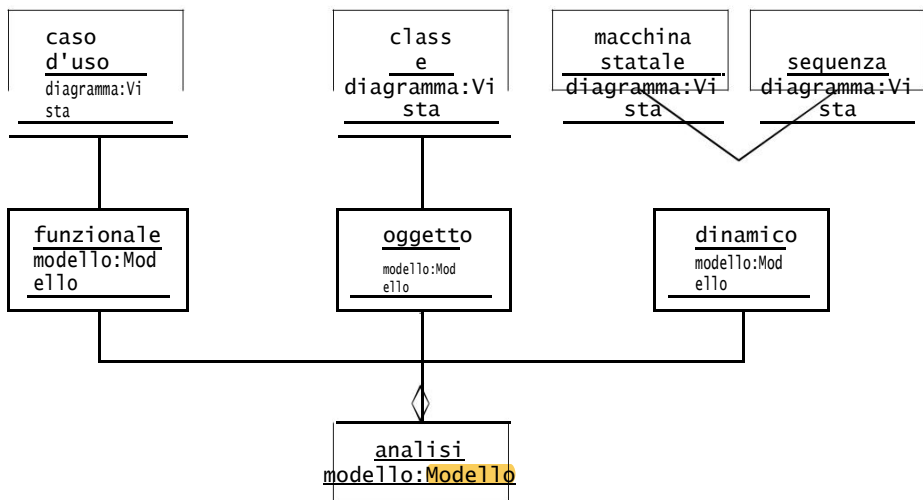 caso
d'uso
diagramma:Vi
sta
class
e
diagramma:Vi
sta
macchina
statale
diagramma:Vi
sta
sequenza
diagramma:Vi
sta
funzionale
modello:Mod
ello
oggetto
modello:Mod
ello
dinamico
modello:Mod
ello
analisi
modello:Modello